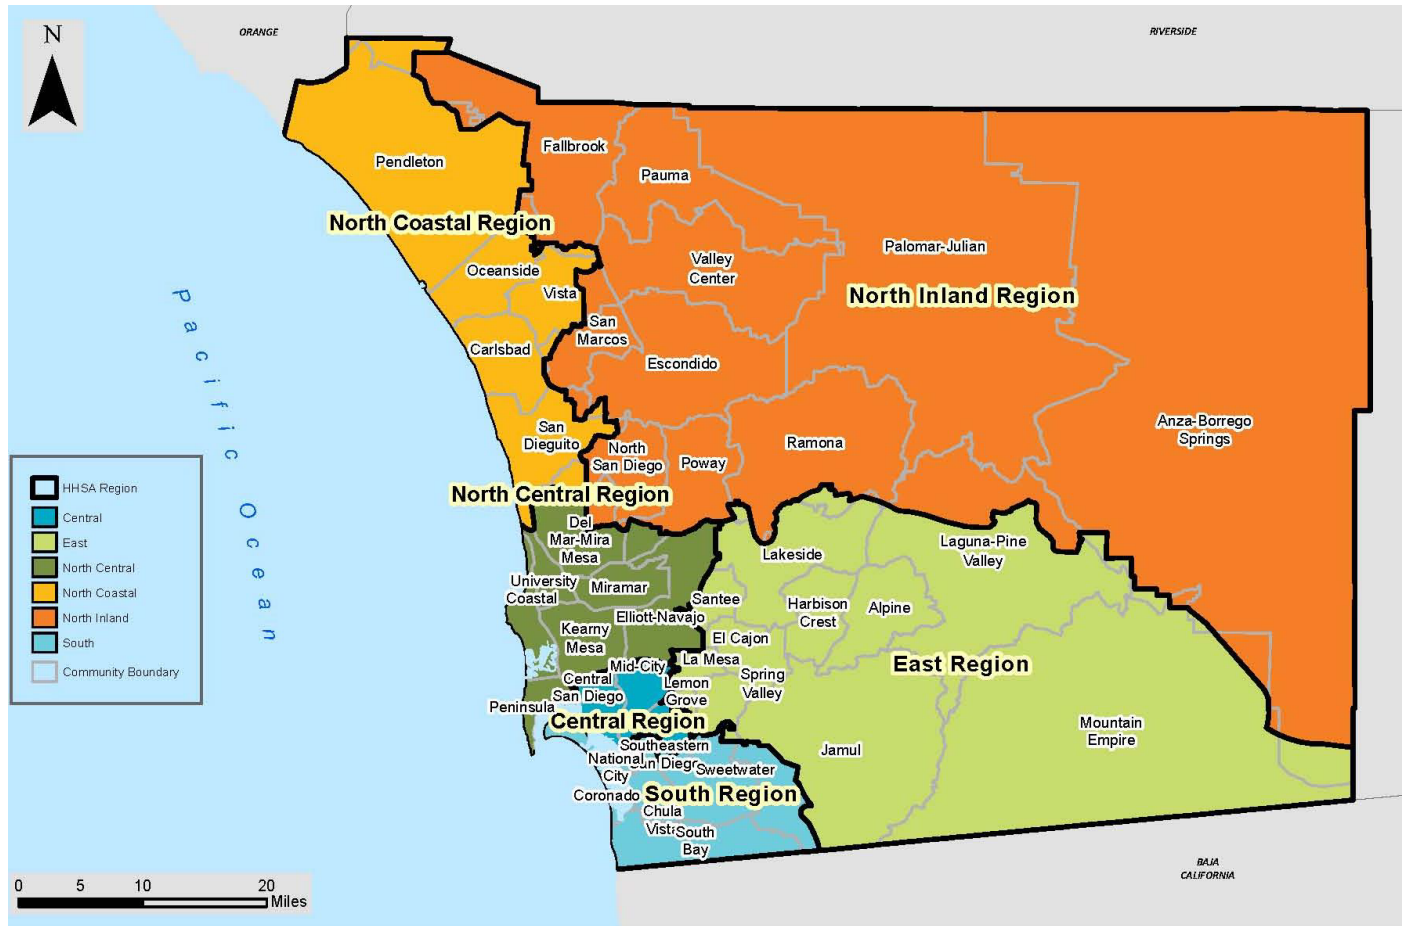 ORANGE
RIVERSIDE
N
Fallbrook
Pendleton
Pauma
North Coastal Region
Palomar-Julian
Valley
Center
Oceanside
Vista
North Inland Region
San
Marcos
Carlsbad
Escondido
Pacific Ocean
San
Dieguito
North
San Diego
Poway
Ramona
Anza-Borrego
Springs
North Central Region
HHSA Region
Central
East
North Central
North Coastal
North Inland
South
Community Boundary
Del
Mar-Mira
Mesa
Lakeside
Laguna-Pine
Valley
University
Coastal
Miramar
Santee
Harbison
Crest
Alpine
Elliott-Navajo
Kearny
Mesa
El Cajon
La Mesa
Mid-City
East Region
Central
San Diego
Lemon
Grove
Spring
Valley
Peninsula
Central Region
Mountain
Empire
Jamul
Southeastern
San Diego
National
City
Sweetwater
Coronado
South Region
Chula
Vista
South
Bay
BAJA
CALIFORNIA
0 5 10 20
Miles